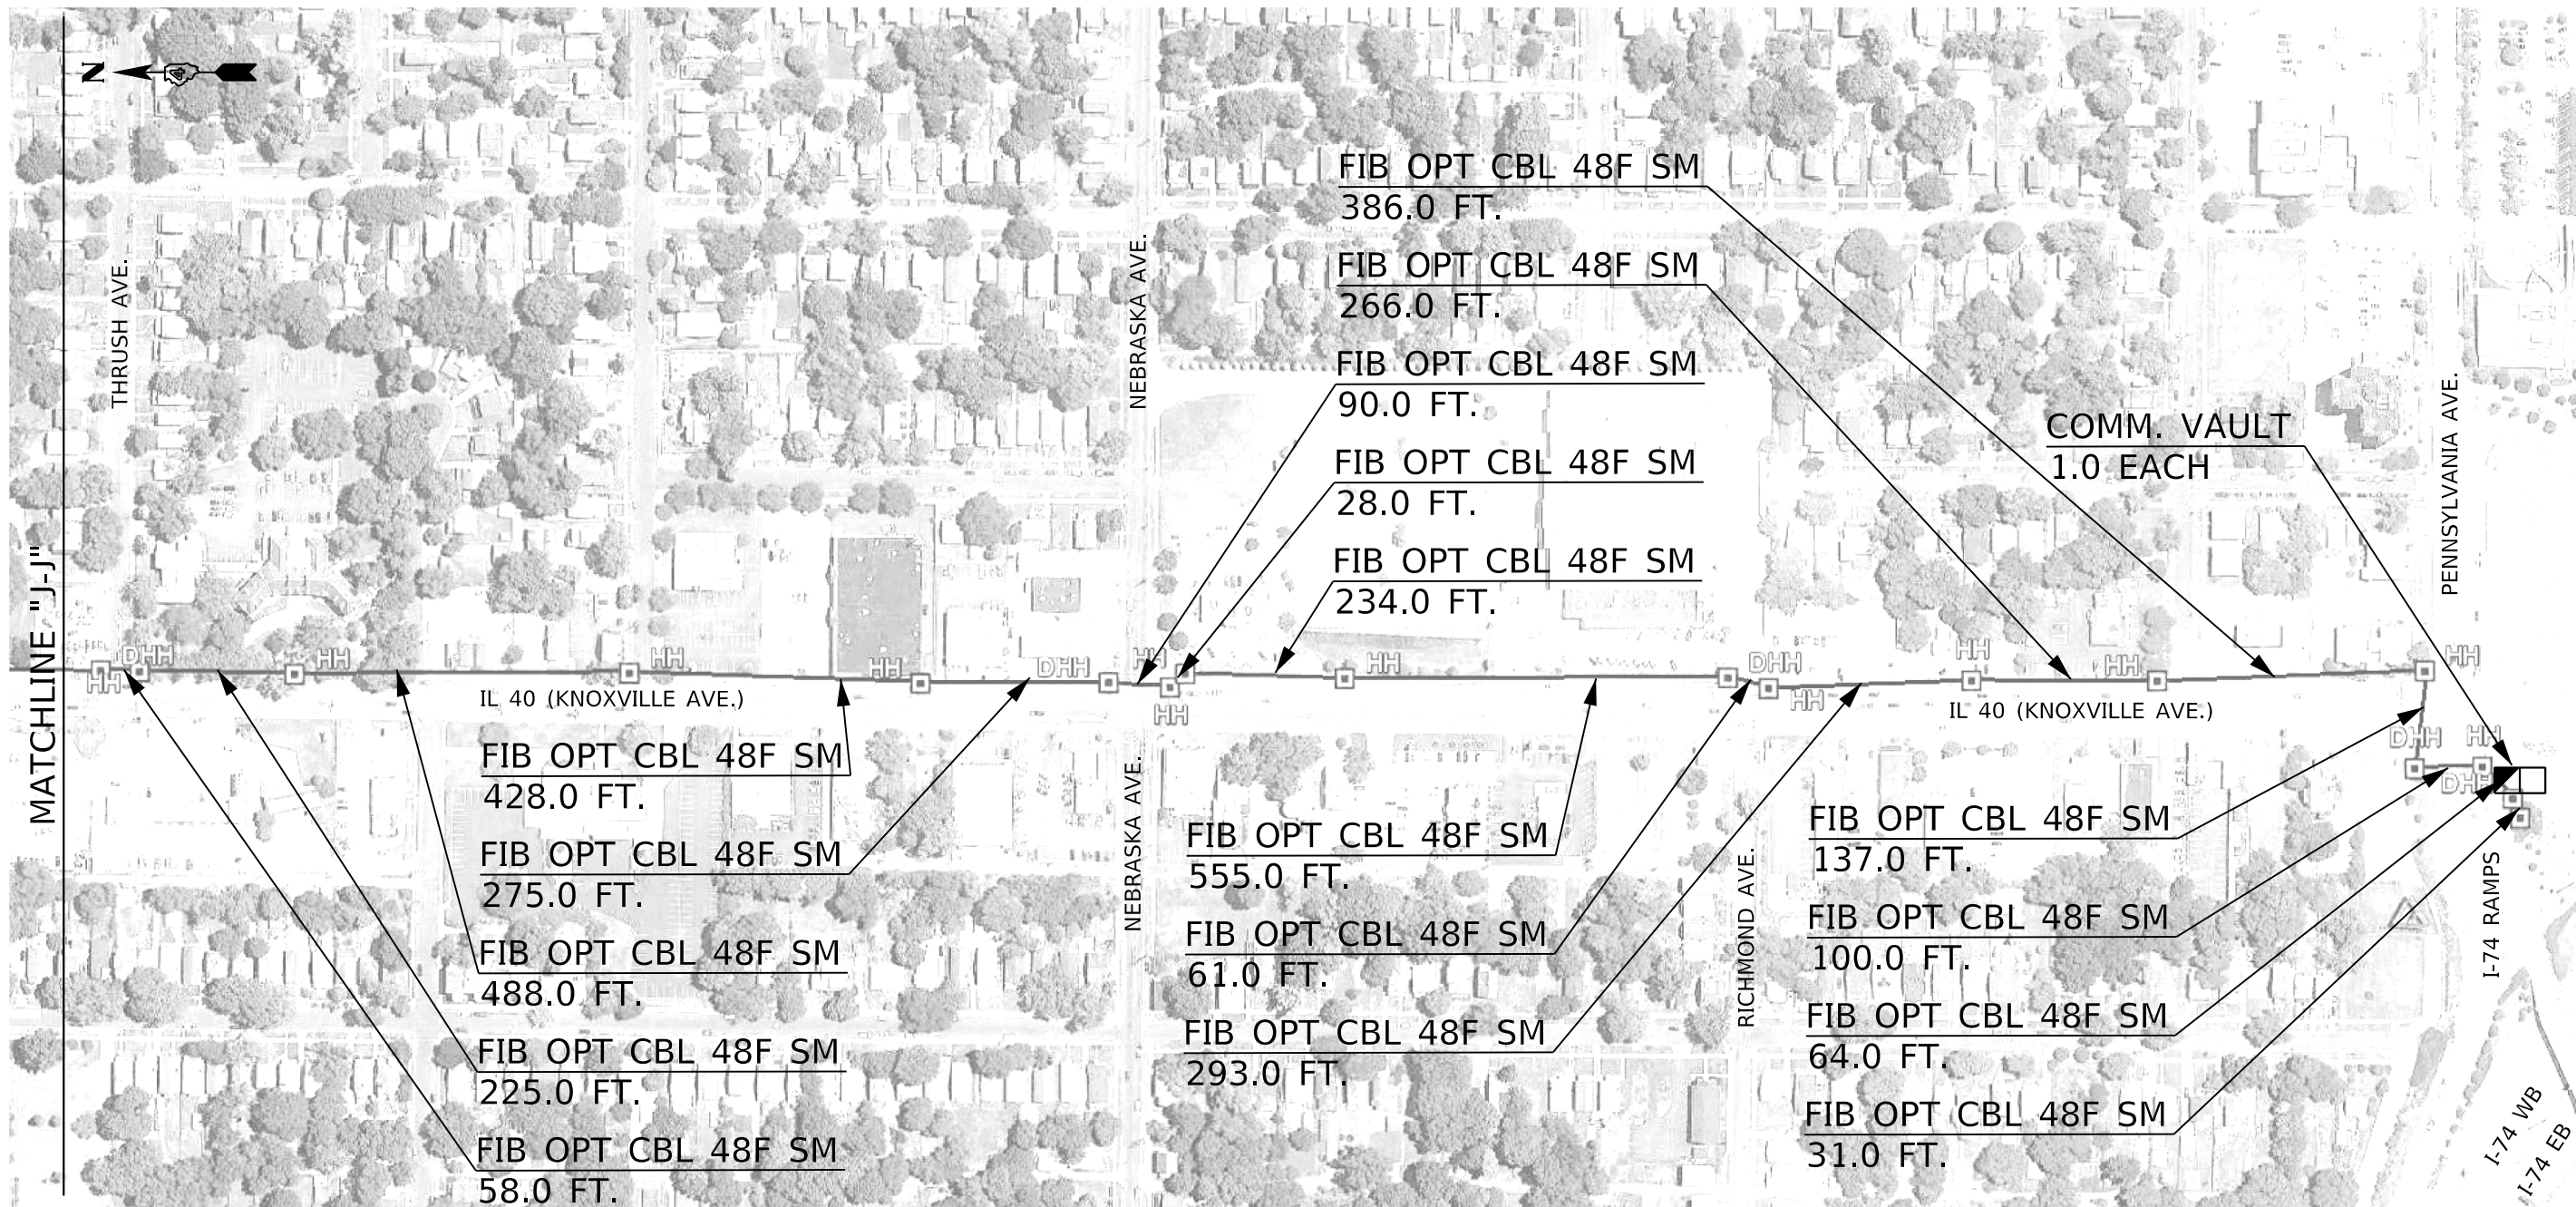 N
MATCHLINE "J-J"
THRUSH AVE.
NEBRASKA AVE.
FIB OPT CBL 48F SM
386.0 FT.
FIB OPT CBL 48F SM
266.0 FT.
FIB OPT CBL 48F SM
90.0 FT.
FIB OPT CBL 48F SM
28.0 FT.
FIB OPT CBL 48F SM
234.0 FT.
COMM. VAULT
1.0 EACH
PENNSYLVANIA AVE.
DHH
HH
HH
HH
HH
DHH
HH
HH
HH
DHH
HH
HH
HH
HH
DHH
HH
DHH
IL 40 (KNOXVILLE AVE.)
IL 40 (KNOXVILLE AVE.)
FIB OPT CBL 48F SM
428.0 FT.
FIB OPT CBL 48F SM
275.0 FT.
FIB OPT CBL 48F SM
488.0 FT.
FIB OPT CBL 48F SM
225.0 FT.
FIB OPT CBL 48F SM
58.0 FT.
NEBRASKA AVE.
FIB OPT CBL 48F SM
555.0 FT.
FIB OPT CBL 48F SM
61.0 FT.
FIB OPT CBL 48F SM
293.0 FT.
RICHMOND AVE.
FIB OPT CBL 48F SM
137.0 FT.
FIB OPT CBL 48F SM
100.0 FT.
FIB OPT CBL 48F SM
64.0 FT.
FIB OPT CBL 48F SM
31.0 FT.
I-74 RAMPS
I-74 WB
I-74 EB